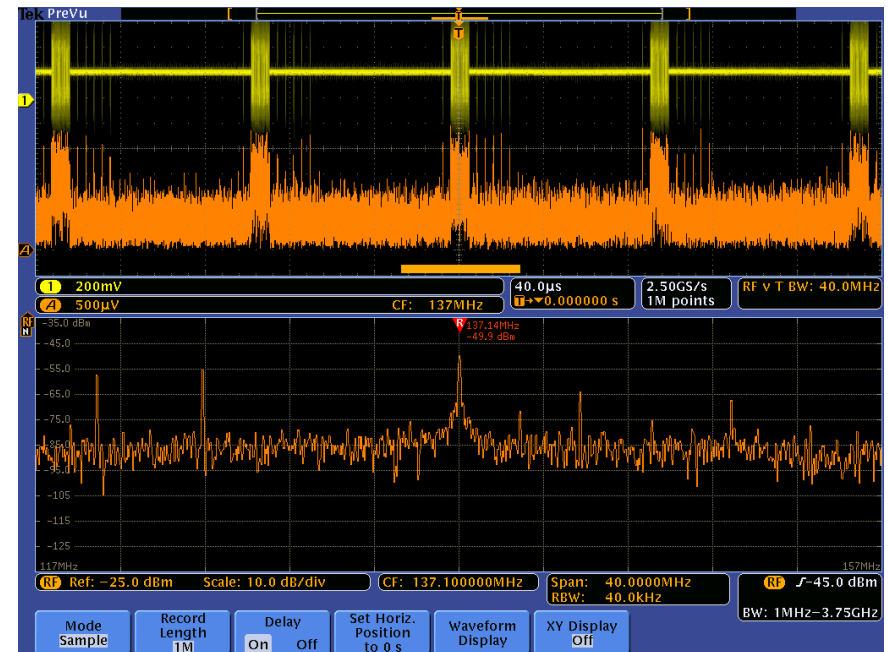 Tek PreVu
T
T
1
A
1 200mV
A 500µV CF: 137MHz
40.0µs
T→▼0.000000 s
2.50GS/s
1M points
RF v T BW: 40.0MHz
RF
N
-35.0 dBm
R 137.14MHz
-49.9 dBm
-45.0
-55.0
-65.0
-75.0
-85.0
-95.0
-105
-115
-125
117MHz 157MHz
RF Ref: -25.0 dBm Scale: 10.0 dB/div
CF: 137.100000MHz
Span: 40.0000MHz
RBW: 40.0kHz
RF -45.0 dBm
BW: 1MHz-3.75GHz
Mode
Sample
Record
Length
1M
Delay
On Off
Set Horiz.
Position
to 0 s
Waveform
Display
XY Display
Off